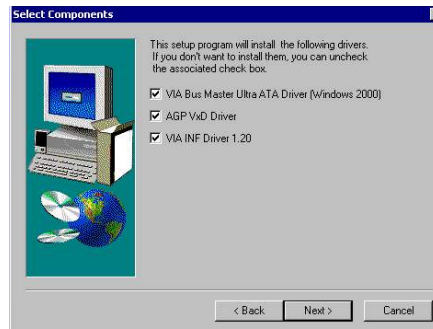 Select Components
This setup program will install the following drivers.
If you don't want to install them, you can uncheck
the associated check box.
VIA Bus Master Ultra ATA Driver (Windows 2000)
AGP VxD Driver
VIA INF Driver 1.20
< Back
Next >
Cancel